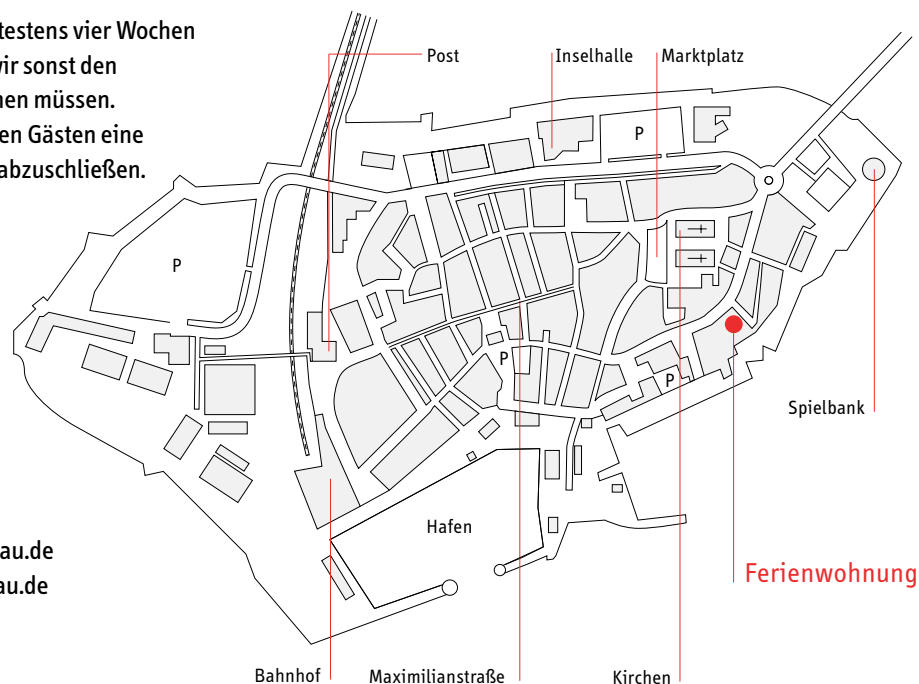 testens vier Wochen
wir sonst den
nen müssen.
en Gästen eine
abzuschließen.
Post
Inselhalle
Marktplatz
P
P
P
P
Spielbank
Hafen
au.de
au.de
Ferienwohnung
Bahnhof
Maximilianstraße
Kirchen